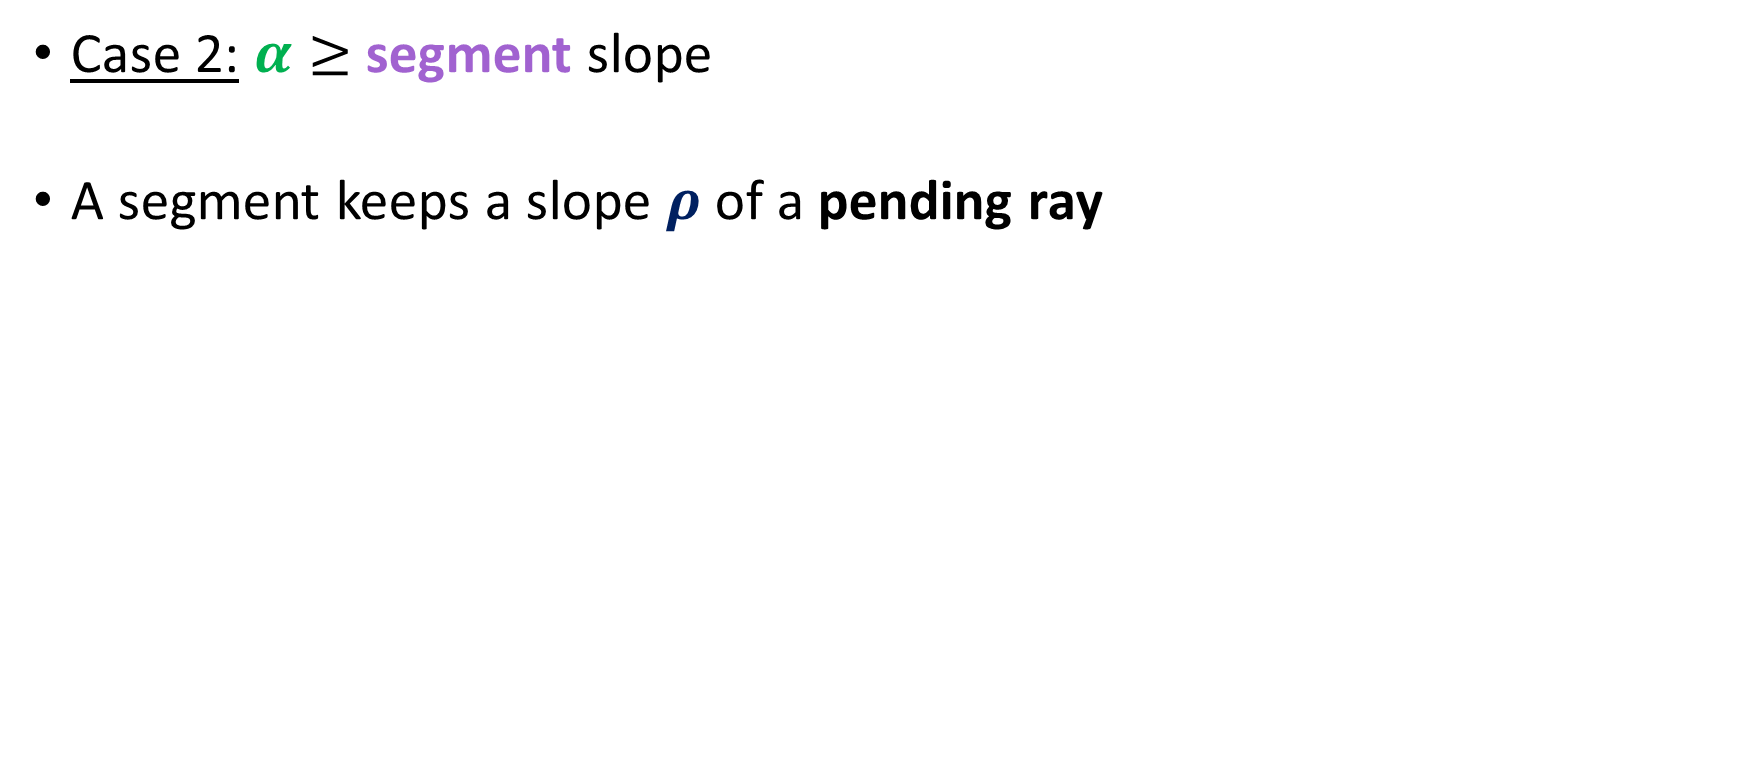 • Case 2: α ≥ segment slope
• A segment keeps a slope ρ of a pending ray